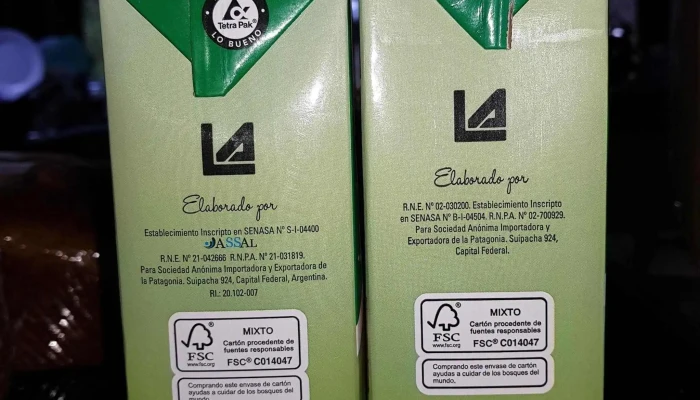 Tetra Pak®
LO BUENO
LA
Elaborado por
Establecimiento Inscripto en SENASA N° S-I-04400
ASSAL
R.N.E. N° 21-042666 R.N.P.A. N° 21-031819.
Para Sociedad Anónima Importadora y Exportadora de
la Patagonia. Suipacha 924, Capital Federal, Argentina.
RI.: 20.102-007
FSC®
www.fsc.org
MIXTO
Cartón procedente de
fuentes responsables
FSC® C014047
Comprando este envase de cartón
ayudas a cuidar de los bosques del
mundo.
LA
Elaborado por
R.N.E. N° 02-030200. Establecimiento Inscripto
en SENASA N° B-I-04504. R.N.P.A. N° 02-700929.
Para Sociedad Anónima Importadora y
Exportadora de la Patagonia. Suipacha 924,
Capital Federal.
FSC
www.fsc.org
MIXTO
Cartón procedente de
fuentes responsables
FSC® C014047
Comprando este envase de cartón
ayudas a cuidar de los bosques del
mundo.